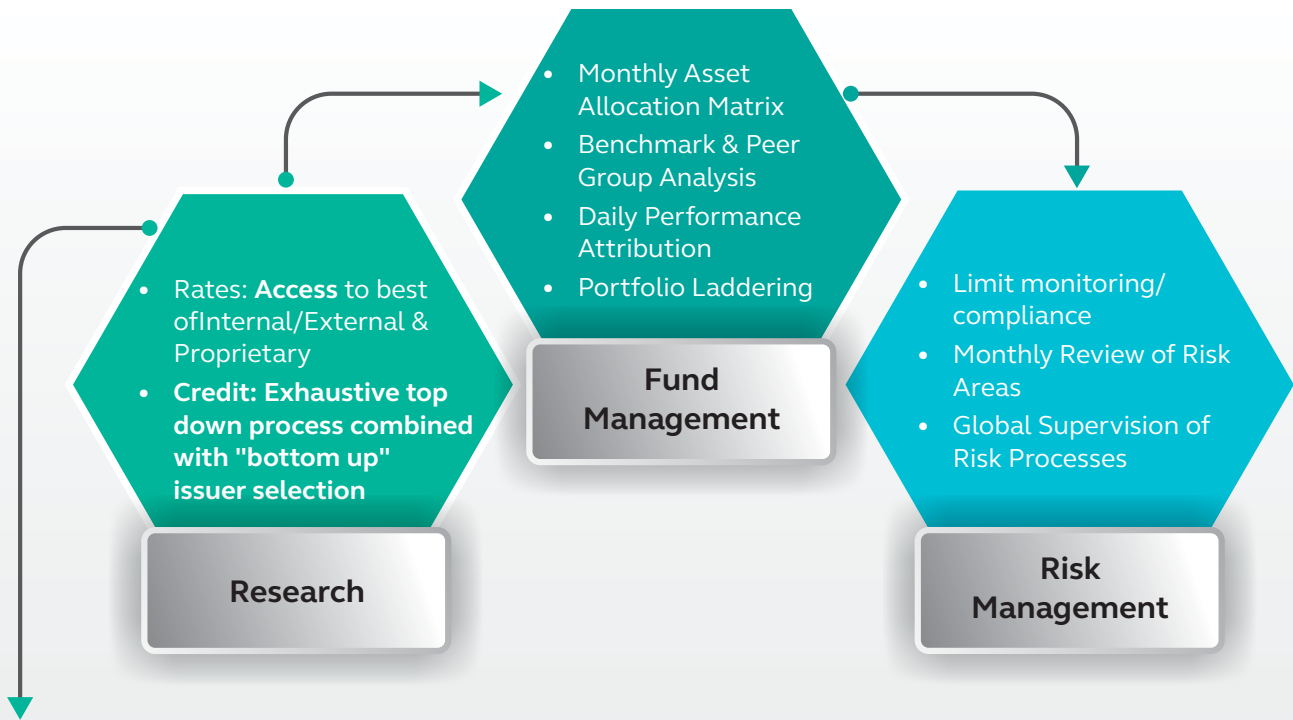 • Rates: Access to best
ofInternal/External &
Proprietary
• Credit: Exhaustive top
down process combined
with "bottom up"
issuer selection
Research
• Monthly Asset
Allocation Matrix
• Benchmark & Peer
Group Analysis
• Daily Performance
Attribution
• Portfolio Laddering
Fund
Management
• Limit monitoring/
compliance
• Monthly Review of Risk
Areas
• Global Supervision of
Risk Processes
Risk
Management